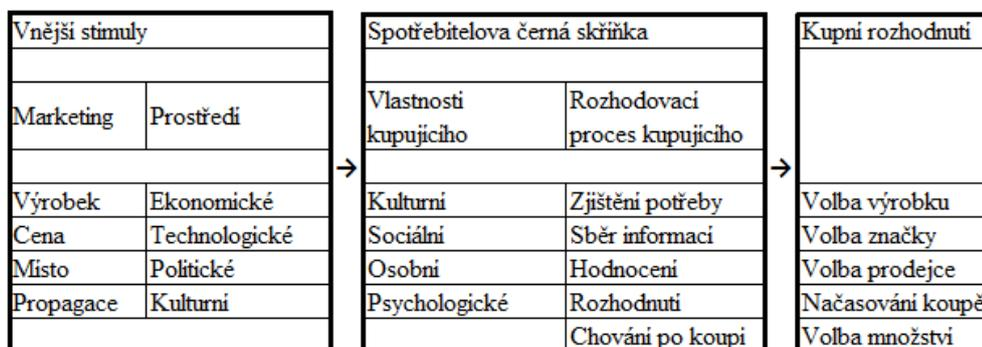 Vnější stimuly
Marketing Prostředí
Výrobek Ekonomické
Cena Technologické
Místo Politické
Propagace Kulturní
→
Spotřebitelova černá skříňka
Vlastnosti kupujícího
Rozhodovací proces kupujícího
Kulturní Zjištění potřeby
Sociální Sběr informací
Osobní Hodnocení
Psychologické Rozhodnutí
Chování po koupi
→
Kupní rozhodnutí
Volba výrobku
Volba značky
Volba prodejce
Načasování koupě
Volba množství